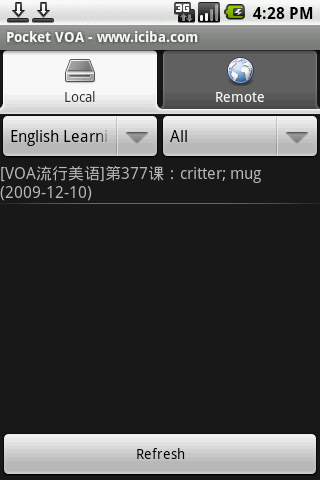 3G
4:28 PM
Pocket VOA - www.iciba.com
Local
Remote
English Learni
All
[VOA流行美语]第377课：critter; mug
(2009-12-10)
Refresh